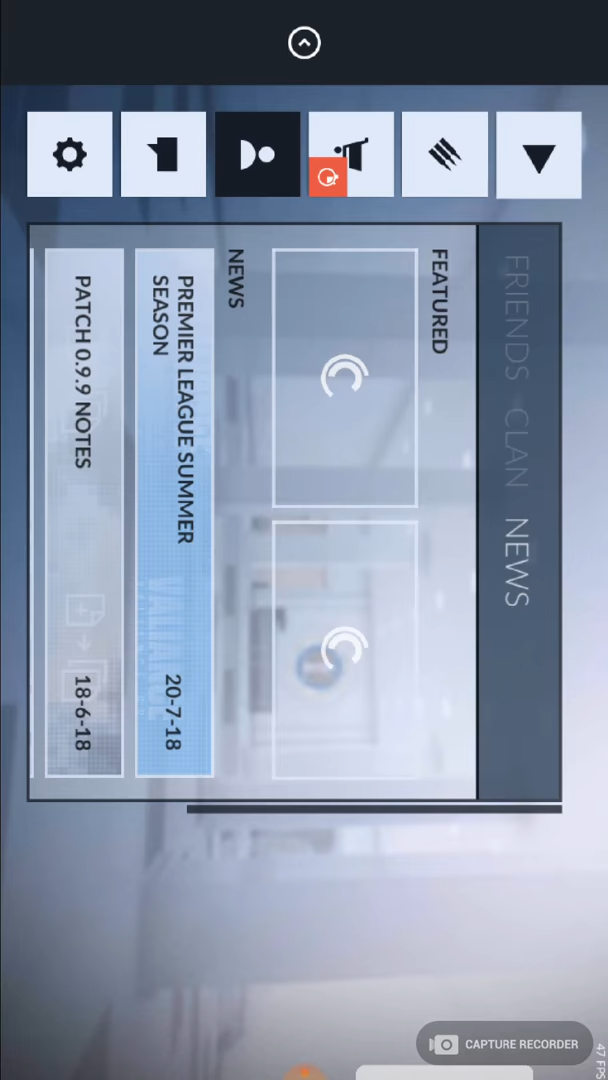 FRIENDS CLAN NEWS
FEATURED
NEWS
PREMIER LEAGUE SUMMER
SEASON
20-7-18
PATCH 0.9.9 NOTES
18-6-18
CAPTURE RECORDER
47 FPS